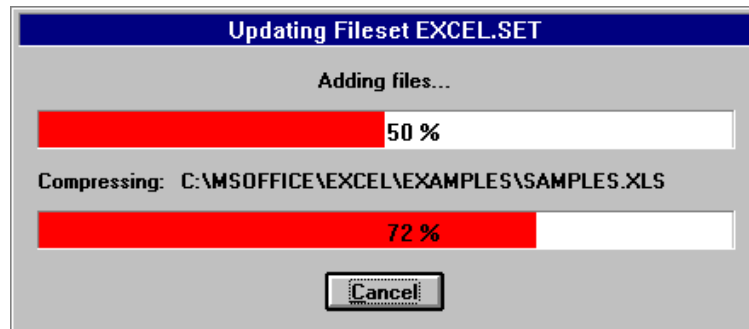 Updating Fileset EXCEL.SET
Adding files...
50 %
Compressing: C:\MSOFFICE\EXCEL\EXAMPLES\SAMPLES.XLS
72 %
Cancel